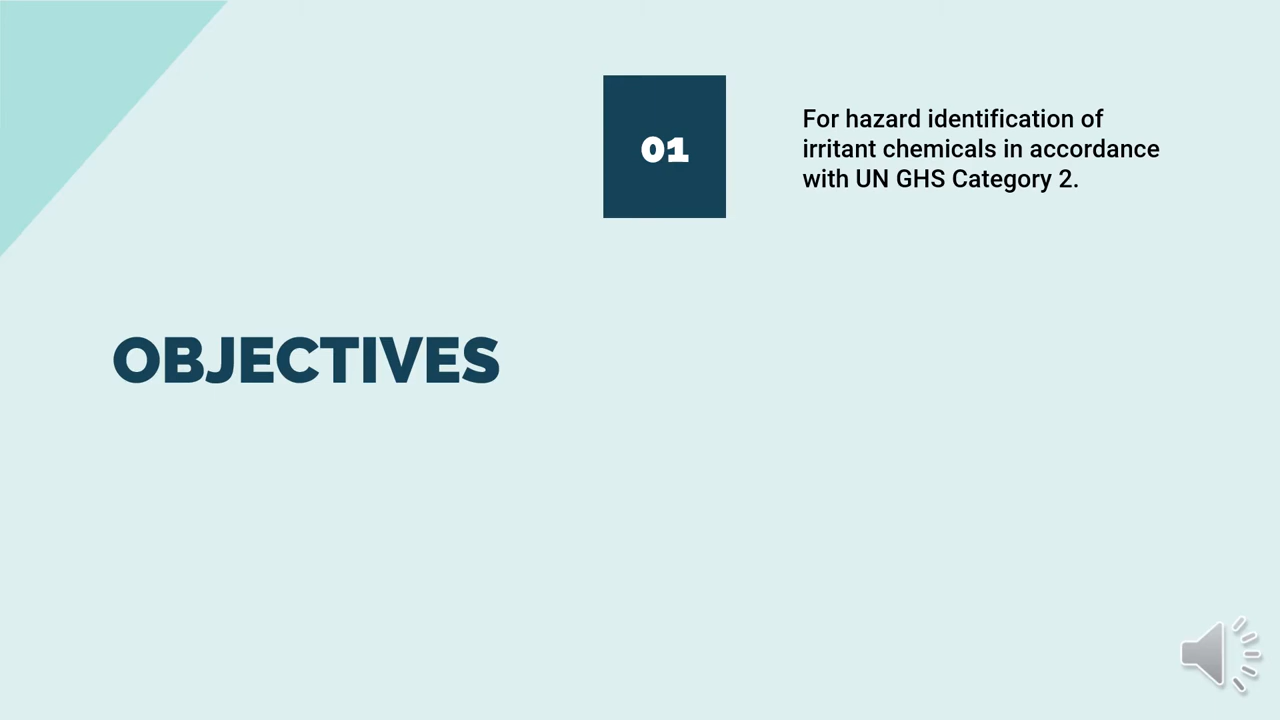 01
For hazard identification of
irritant chemicals in accordance
with UN GHS Category 2.
OBJECTIVES